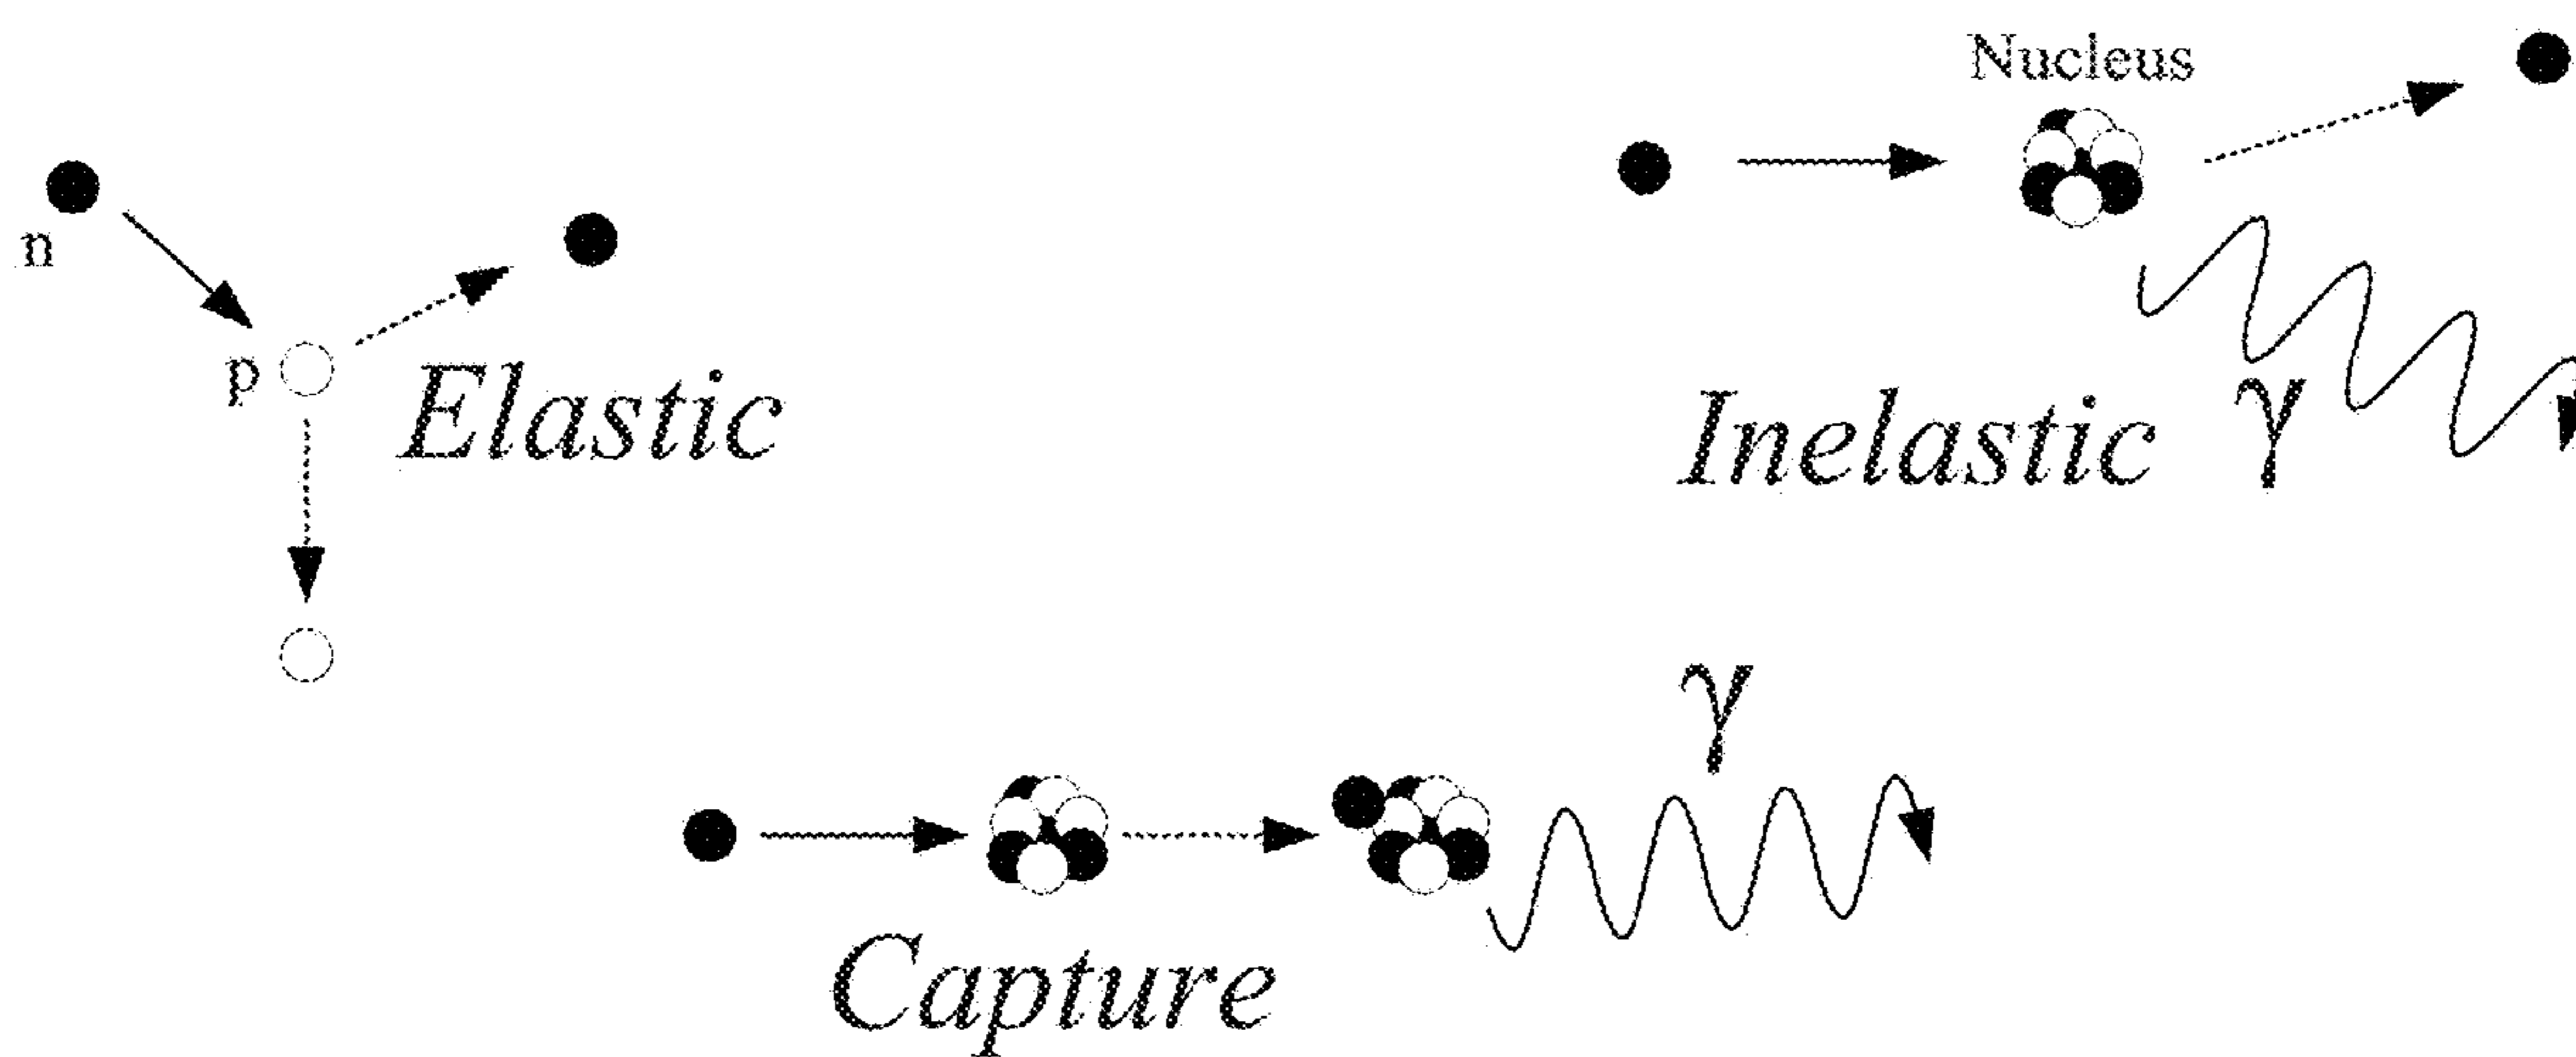 n
p
Elastic
Nucleus
Inelastic
γ
γ
Capture